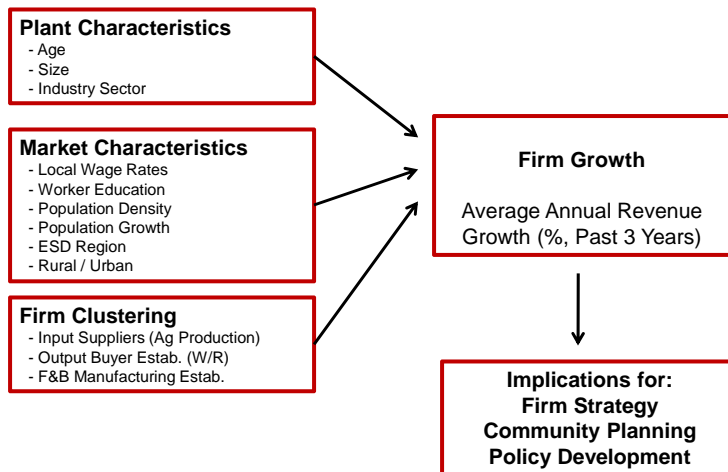 Plant Characteristics
- Age
- Size
- Industry Sector
Market Characteristics
- Local Wage Rates
- Worker Education
- Population Density
- Population Growth
- ESD Region
- Rural / Urban
Firm Clustering
- Input Suppliers (Ag Production)
- Output Buyer Estab. (W/R)
- F&B Manufacturing Estab.
Firm Growth
Average Annual Revenue
Growth (%, Past 3 Years)
Implications for:
Firm Strategy
Community Planning
Policy Development